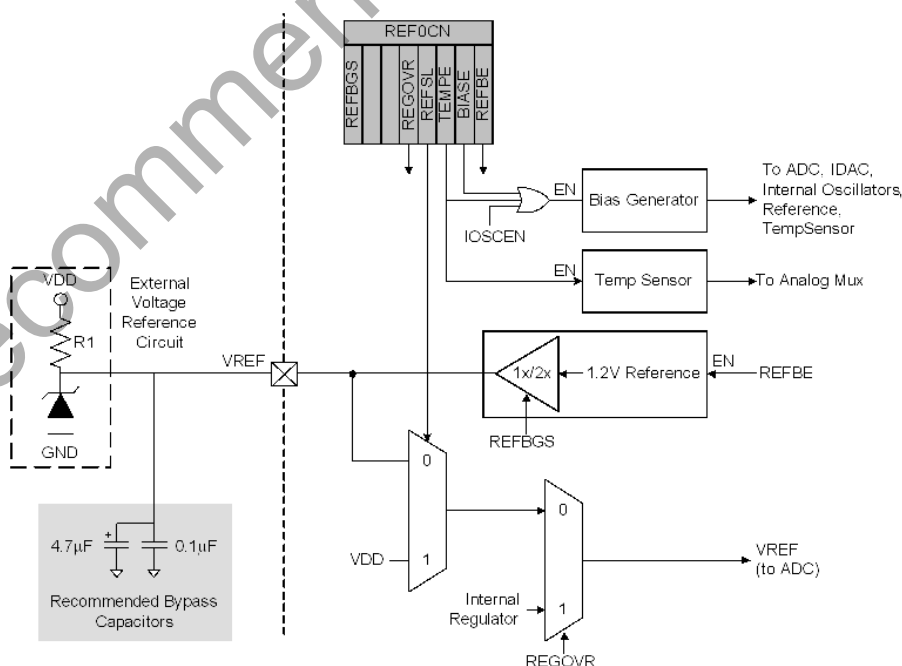 ecommen
REF0CN
REFBGS
REGOVR
REFSL
TEMPE
BIASE
REFBE
EN
Bias Generator
To ADC, IDAC,
Internal Oscillators,
Reference,
TempSensor
IOSCEN
EN
Temp Sensor
To Analog Mux
VDD
R1
GND
External
Voltage
Reference
Circuit
VREF
1x/2x
1.2V Reference
EN
REFBE
REFBGS
0
1
VDD
0
1
Internal
Regulator
REGOVR
VREF
(to ADC)
4.7µF
+
0.1µF
Recommended Bypass
Capacitors